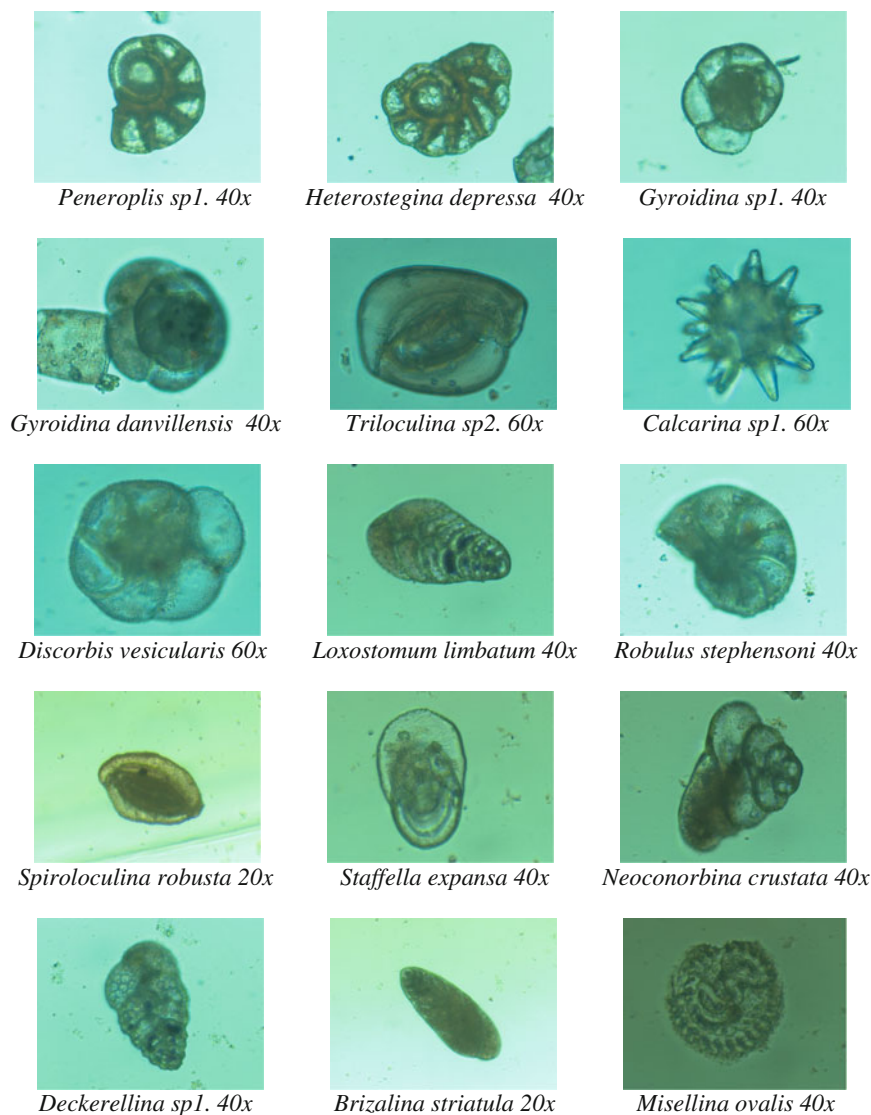 Peneroplis sp1. 40x
Heterostegina depressa 40x
Gyroidina sp1. 40x
Gyroidina danvillensis 40x
Triloculina sp2. 60x
Calcarina sp1. 60x
Discorbis vesicularis 60x
Loxostomum limbatum 40x
Robulus stephensoni 40x
Spiroloculina robusta 20x
Staffella expansa 40x
Neoconorbina crustata 40x
Deckerellina sp1. 40x
Brizalina striatula 20x
Misellina ovalis 40x